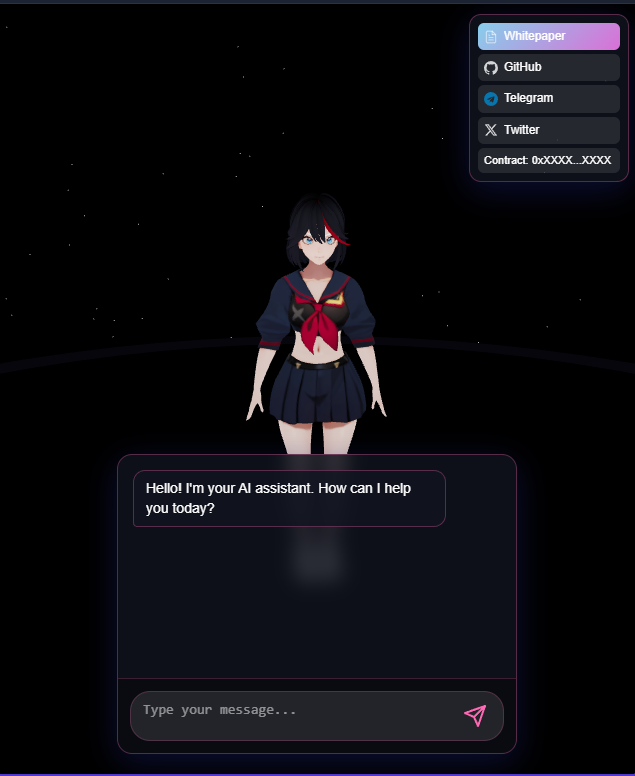 Whitepaper
GitHub
Telegram
Twitter
Contract: 0xXXXX...XXXX
Hello! I'm your AI assistant. How can I help
you today?
Type your message...